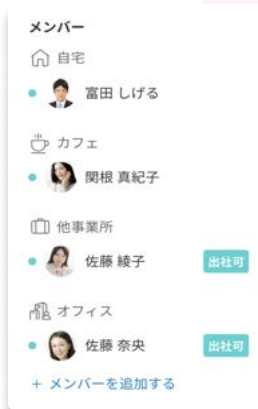 メンバー
自宅
富田 しげる
カフェ
関根 真紀子
他事業所
佐藤 綾子 出社可
オフィス
佐藤 奈央 出社可
+ メンバーを追加する